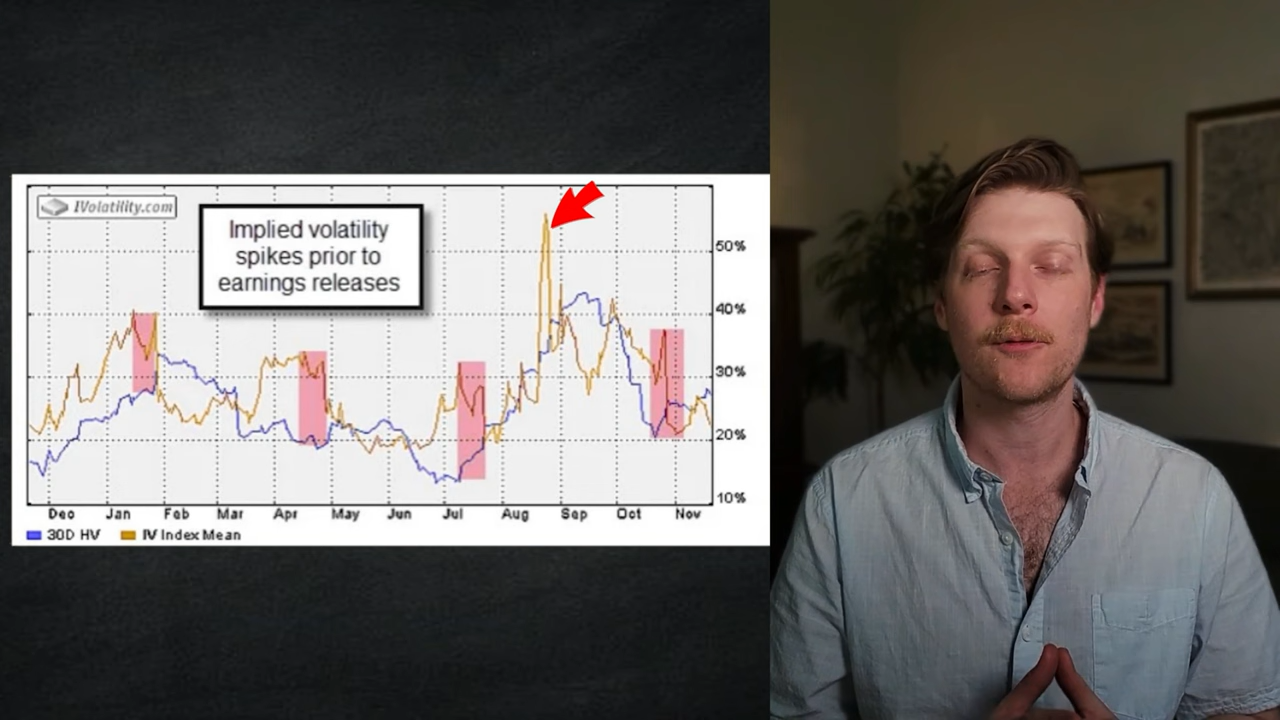 IVolatility.com
Implied volatility
spikes prior to
earnings releases
50%
40%
30%
20%
10%
Dec Jan Feb Mar Apr May Jun Jul Aug Sep Oct Nov
30D HV IV Index Mean